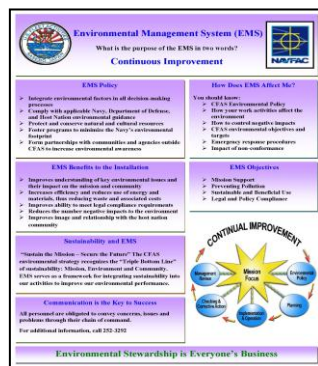 Environmental Management System (EMS)
What is the purpose of the EMS in two words?
Continuous Improvement
NAVFAC
EMS Policy
Integrate environmental factors in all decision-making
processes
Comply with applicable Navy, Department of Defense,
and Host Nation environmental guidance
Protect and conserve natural and cultural resources
Foster programs to minimize the Navy's environmental
footprint
Form partnerships with communities and agencies outside
CFAS to increase environmental awareness
How Does EMS Affect Me?
You should know:
CFAS Environmental Policy
How your work activities affect the
environment
How to control negative impacts
CFAS environmental objectives and
targets
Emergency response procedures
Impact of non-conformance
EMS Benefits to the Installation
Improves understanding of key environmental issues and
their impact on the mission and community
Increases efficiency and reduces use of energy and
materials, thus reducing waste and associated costs
Improves ability to meet legal compliance requirements
Reduces the number negative impacts to the environment
Improves image and relationship with the host nation
community
EMS Objectives
Mission Support
Preventing Pollution
Sustainable and Beneficial Use
Legal and Policy Compliance
Sustainability and EMS
"Sustain the Mission—Secure the Future" The CFAS
environmental strategy recognizes the "Triple Bottom Line"
of sustainability: Mission, Environment and Community.
EMS serves as a framework for integrating sustainability into
our activities to improve our environmental performance.
CONTINUAL IMPROVEMENT
Management
Review
Mission
Focus
Environmental
Policy
Checking &
Corrective Action
Planning
Implementation
& Operation
Communication is the Key to Success
All personnel are obligated to convey concerns, issues and
problems through their chain of command.
For additional information, call 252-3292
Environmental Stewardship is Everyone's Business